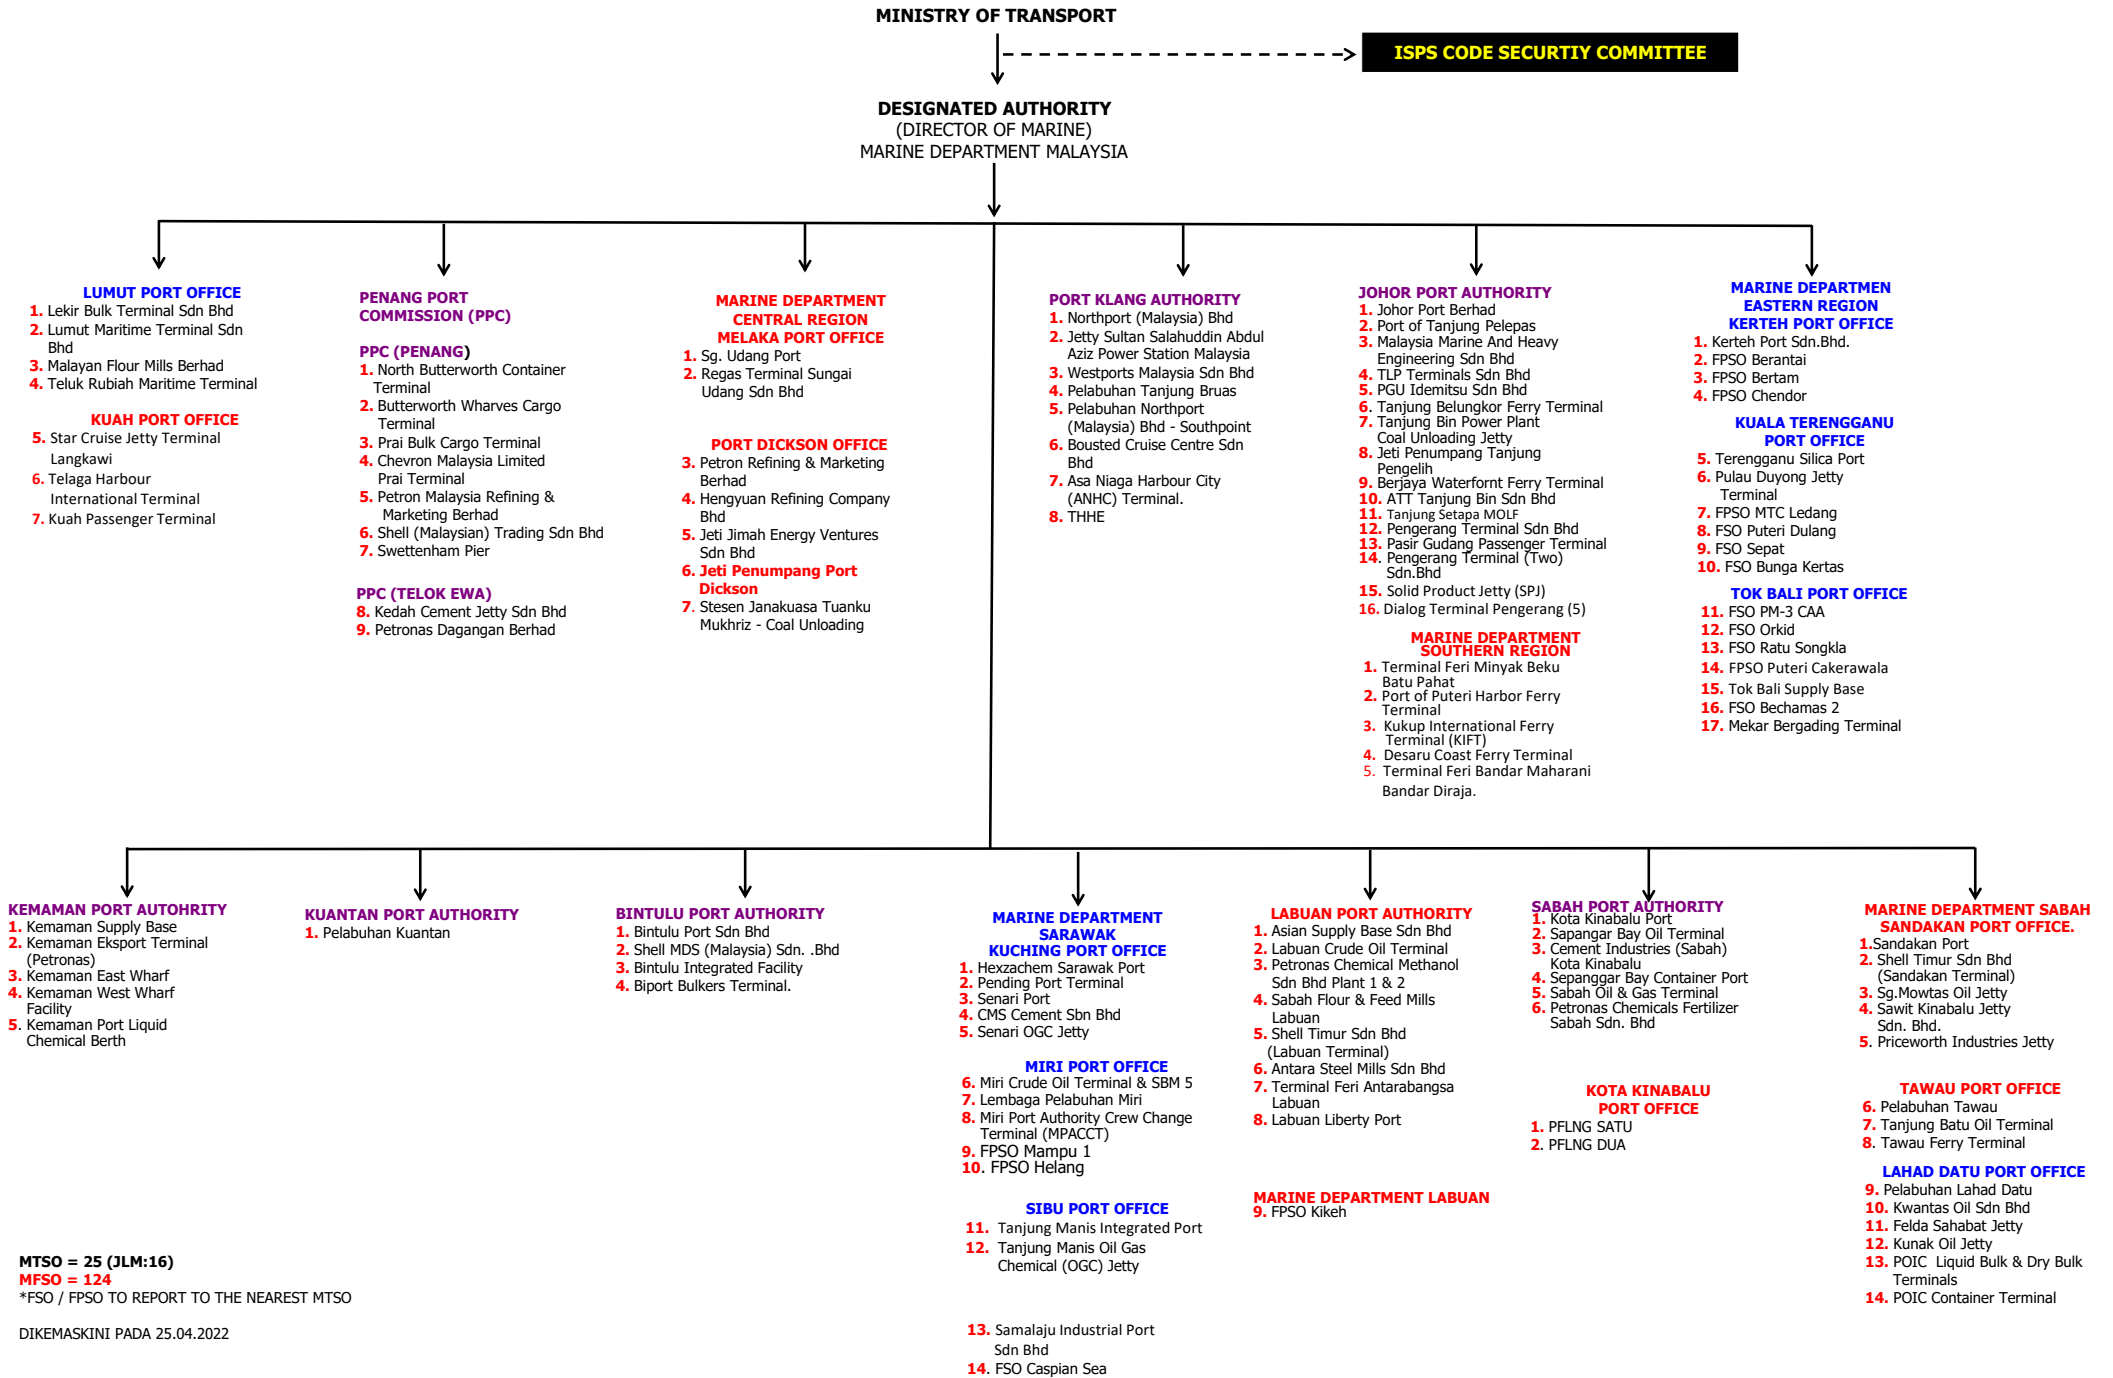 MINISTRY OF TRANSPORT
ISPS CODE SECURTIY COMMITTEE
DESIGNATED AUTHORITY
(DIRECTOR OF MARINE)
MARINE DEPARTMENT MALAYSIA
LUMUT PORT OFFICE
1. Lekir Bulk Terminal Sdn Bhd
2. Lumut Maritime Terminal Sdn
Bhd
3. Malayan Flour Mills Berhad
4. Teluk Rubiah Maritime Terminal
KUAH PORT OFFICE
5. Star Cruise Jetty Terminal
Langkawi
6. Telaga Harbour
International Terminal
7. Kuah Passenger Terminal
PENANG PORT
COMMISSION (PPC)
PPC (PENANG)
1. North Butterworth Container
Terminal
2. Butterworth Wharves Cargo
Terminal
3. Prai Bulk Cargo Terminal
4. Chevron Malaysia Limited
Prai Terminal
5. Petron Malaysia Refining &
Marketing Berhad
6. Shell (Malaysian) Trading Sdn Bhd
7. Swettenham Pier
PPC (TELOK EWA)
8. Kedah Cement Jetty Sdn Bhd
9. Petronas Dagangan Berhad
MARINE DEPARTMENT
CENTRAL REGION
MELAKA PORT OFFICE
1. Sg. Udang Port
2. Regas Terminal Sungai
Udang Sdn Bhd
PORT DICKSON OFFICE
3. Petron Refining & Marketing
Berhad
4. Hengyuan Refining Company
Bhd
5. Jeti Jimah Energy Ventures
Sdn Bhd
6. Jeti Penumpang Port
Dickson
7. Stesen Janakuasa Tuanku
Mukhriz - Coal Unloading
PORT KLANG AUTHORITY
1. Northport (Malaysia) Bhd
2. Jetty Sultan Salahuddin Abdul
Aziz Power Station Malaysia
3. Westports Malaysia Sdn Bhd
4. Pelabuhan Tanjung Bruas
5. Pelabuhan Northport
(Malaysia) Bhd - Southpoint
6. Bousted Cruise Centre Sdn
Bhd
7. Asa Niaga Harbour City
(ANHC) Terminal.
8. THHE
JOHOR PORT AUTHORITY
1. Johor Port Berhad
2. Port of Tanjung Pelepas
3. Malaysia Marine And Heavy
Engineering Sdn Bhd
4. TLP Terminals Sdn Bhd
5. PGU Idemitsu Sdn Bhd
6. Tanjung Belungkor Ferry Terminal
7. Tanjung Bin Power Plant
Coal Unloading Jetty
8. Jeti Penumpang Tanjung
Pengelih
9. Berjaya Waterfornt Ferry Terminal
10. ATT Tanjung Bin Sdn Bhd
11. Tanjung Setapa MOLF
12. Pengerang Terminal Sdn Bhd
13. Pasir Gudang Passenger Terminal
14. Pengerang Terminal (Two)
Sdn.Bhd
15. Solid Product Jetty (SPJ)
16. Dialog Terminal Pengerang (5)
MARINE DEPARTMENT
SOUTHERN REGION
1. Terminal Feri Minyak Beku
Batu Pahat
2. Port of Puteri Harbor Ferry
Terminal
3. Kukup International Ferry
Terminal (KIFT)
4. Desaru Coast Ferry Terminal
5. Terminal Feri Bandar Maharani
Bandar Diraja.
MARINE DEPARTMEN
EASTERN REGION
KERTEH PORT OFFICE
1. Kerteh Port Sdn.Bhd.
2. FPSO Berantai
3. FPSO Bertam
4. FPSO Chendor
KUALA TERENGGANU
PORT OFFICE
5. Terengganu Silica Port
6. Pulau Duyong Jetty
Terminal
7. FPSO MTC Ledang
8. FSO Puteri Dulang
9. FSO Sepat
10. FSO Bunga Kertas
TOK BALI PORT OFFICE
11. FSO PM-3 CAA
12. FSO Orkid
13. FSO Ratu Songkla
14. FPSO Puteri Cakerawala
15. Tok Bali Supply Base
16. FSO Bechamas 2
17. Mekar Bergading Terminal
KEMAMAN PORT AUTOHRITY
1. Kemaman Supply Base
2. Kemaman Eksport Terminal
(Petronas)
3. Kemaman East Wharf
4. Kemaman West Wharf
Facility
5. Kemaman Port Liquid
Chemical Berth
KUANTAN PORT AUTHORITY
1. Pelabuhan Kuantan
BINTULU PORT AUTHORITY
1. Bintulu Port Sdn Bhd
2. Shell MDS (Malaysia) Sdn. .Bhd
3. Bintulu Integrated Facility
4. Biport Bulkers Terminal.
MARINE DEPARTMENT
SARAWAK
KUCHING PORT OFFICE
1. Hexzachem Sarawak Port
2. Pending Port Terminal
3. Senari Port
4. CMS Cement Sbn Bhd
5. Senari OGC Jetty
MIRI PORT OFFICE
6. Miri Crude Oil Terminal & SBM 5
7. Lembaga Pelabuhan Miri
8. Miri Port Authority Crew Change
Terminal (MPACCT)
9. FPSO Mampu 1
10. FPSO Helang
SIBU PORT OFFICE
11. Tanjung Manis Integrated Port
12. Tanjung Manis Oil Gas
Chemical (OGC) Jetty
13. Samalaju Industrial Port
Sdn Bhd
14. FSO Caspian Sea
LABUAN PORT AUTHORITY
1. Asian Supply Base Sdn Bhd
2. Labuan Crude Oil Terminal
3. Petronas Chemical Methanol
Sdn Bhd Plant 1 & 2
4. Sabah Flour & Feed Mills
Labuan
5. Shell Timur Sdn Bhd
(Labuan Terminal)
6. Antara Steel Mills Sdn Bhd
7. Terminal Feri Antarabangsa
Labuan
8. Labuan Liberty Port
MARINE DEPARTMENT LABUAN
9. FPSO Kikeh
SABAH PORT AUTHORITY
1. Kota Kinabalu Port
2. Sapangar Bay Oil Terminal
3. Cement Industries (Sabah)
Kota Kinabalu
4. Sepanggar Bay Container Port
5. Sabah Oil & Gas Terminal
6. Petronas Chemicals Fertilizer
Sabah Sdn. Bhd
KOTA KINABALU
PORT OFFICE
1. PFLNG SATU
2. PFLNG DUA
MARINE DEPARTMENT SABAH
SANDAKAN PORT OFFICE.
1.Sandakan Port
2. Shell Timur Sdn Bhd
(Sandakan Terminal)
3. Sg.Mowtas Oil Jetty
4. Sawit Kinabalu Jetty
Sdn. Bhd.
5. Priceworth Industries Jetty
TAWAU PORT OFFICE
6. Pelabuhan Tawau
7. Tanjung Batu Oil Terminal
8. Tawau Ferry Terminal
LAHAD DATU PORT OFFICE
9. Pelabuhan Lahad Datu
10. Kwantas Oil Sdn Bhd
11. Felda Sahabat Jetty
12. Kunak Oil Jetty
13. POIC Liquid Bulk & Dry Bulk
Terminals
14. POIC Container Terminal
MTSO = 25 (JLM:16)
MFSO = 124
*FSO / FPSO TO REPORT TO THE NEAREST MTSO
DIKEMASKINI PADA 25.04.2022